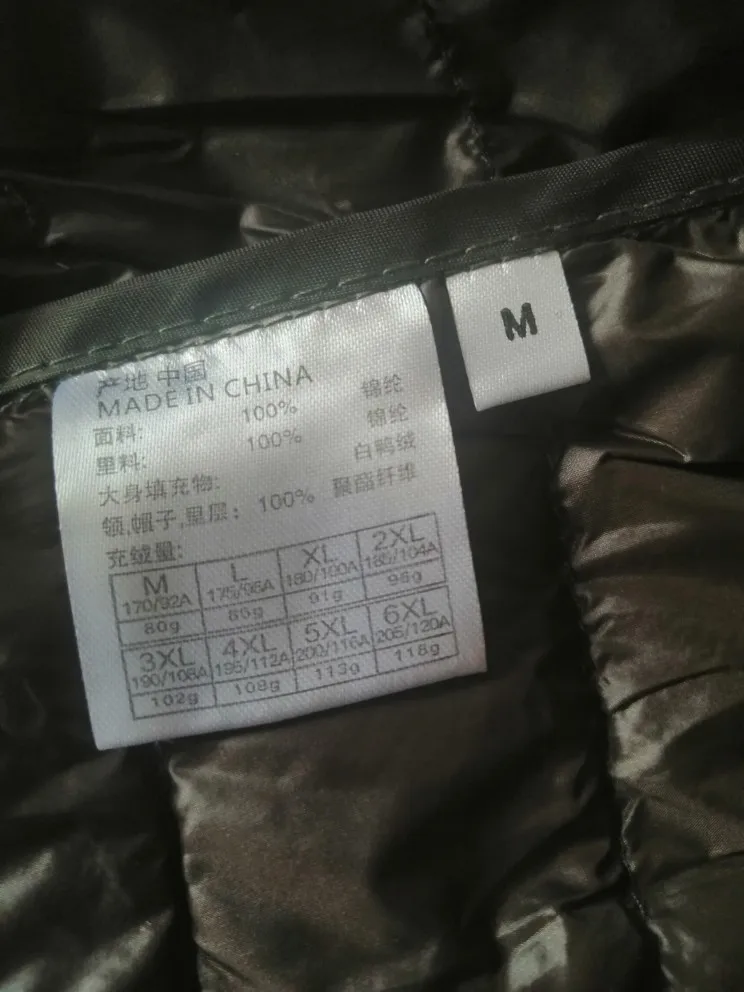 产地 中国
MADE IN CHINA
面料: 100% 锦纶
里料: 100% 锦纶
大身填充物: 白鸭绒
领,帽子,里层: 100% 聚酯纤维
充绒量:
M L XL 2XL
170/92A 175/96A 180/100A 185/104A
80g 91g 96g
3XL 4XL 5XL 6XL
190/108A 195/112A 200/116A 205/120A
102g 108g 113g 118g
M